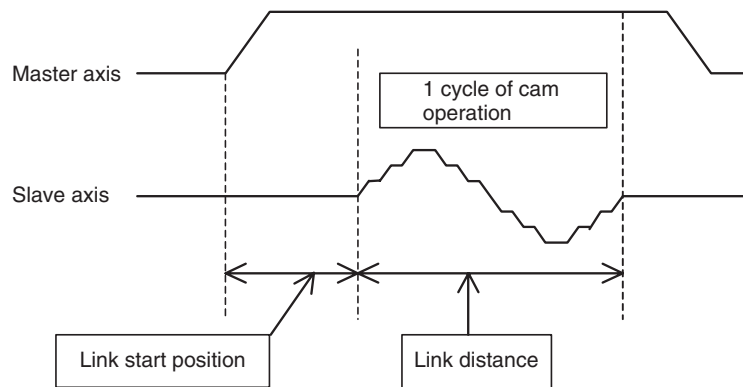 Master axis
1 cycle of cam
operation
Slave axis
Link start position
Link distance